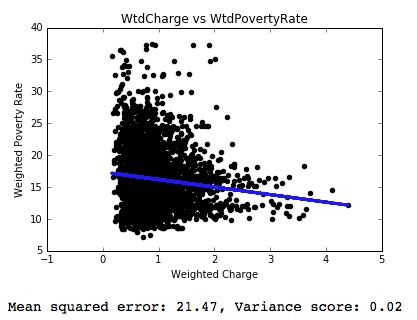 WtdCharge vs WtdPovertyRate
40
35
30
25
20
15
10
5
Weighted Poverty Rate
-1 0 1 2 3 4 5
Weighted Charge
Mean squared error: 21.47, Variance score: 0.02